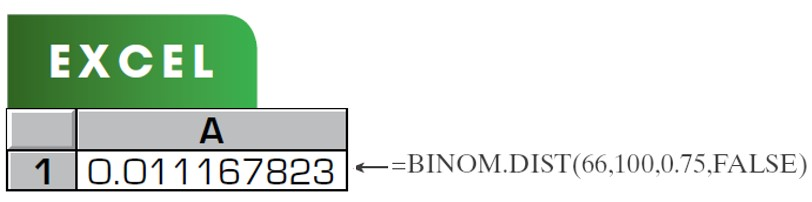 EXCEL
A
1 0.011167823 ←=BINOM.DIST(66,100,0.75,FALSE)